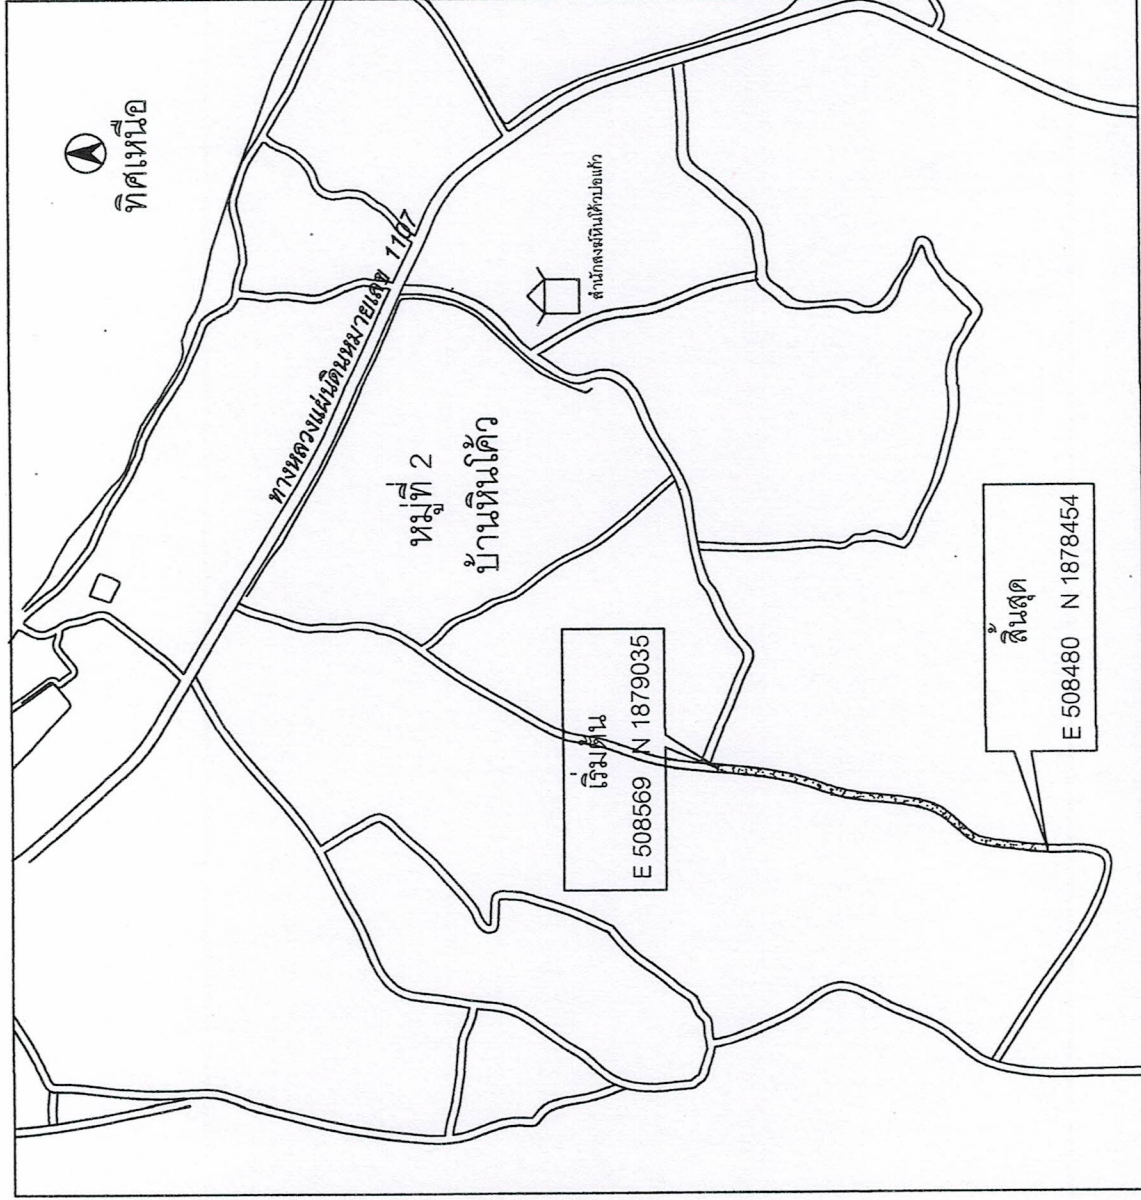 ทิศเหนือ
ทางหลวงแผ่นดินหมายเลข 1107
สำนักสงฆ์หินโค้วบ่อแก้ว
หมู่ที่ 2
บ้านหินโค้ว
เริ่มต้น
E 508569 N 1879035
สิ้นสุด
E 508480 N 1878454